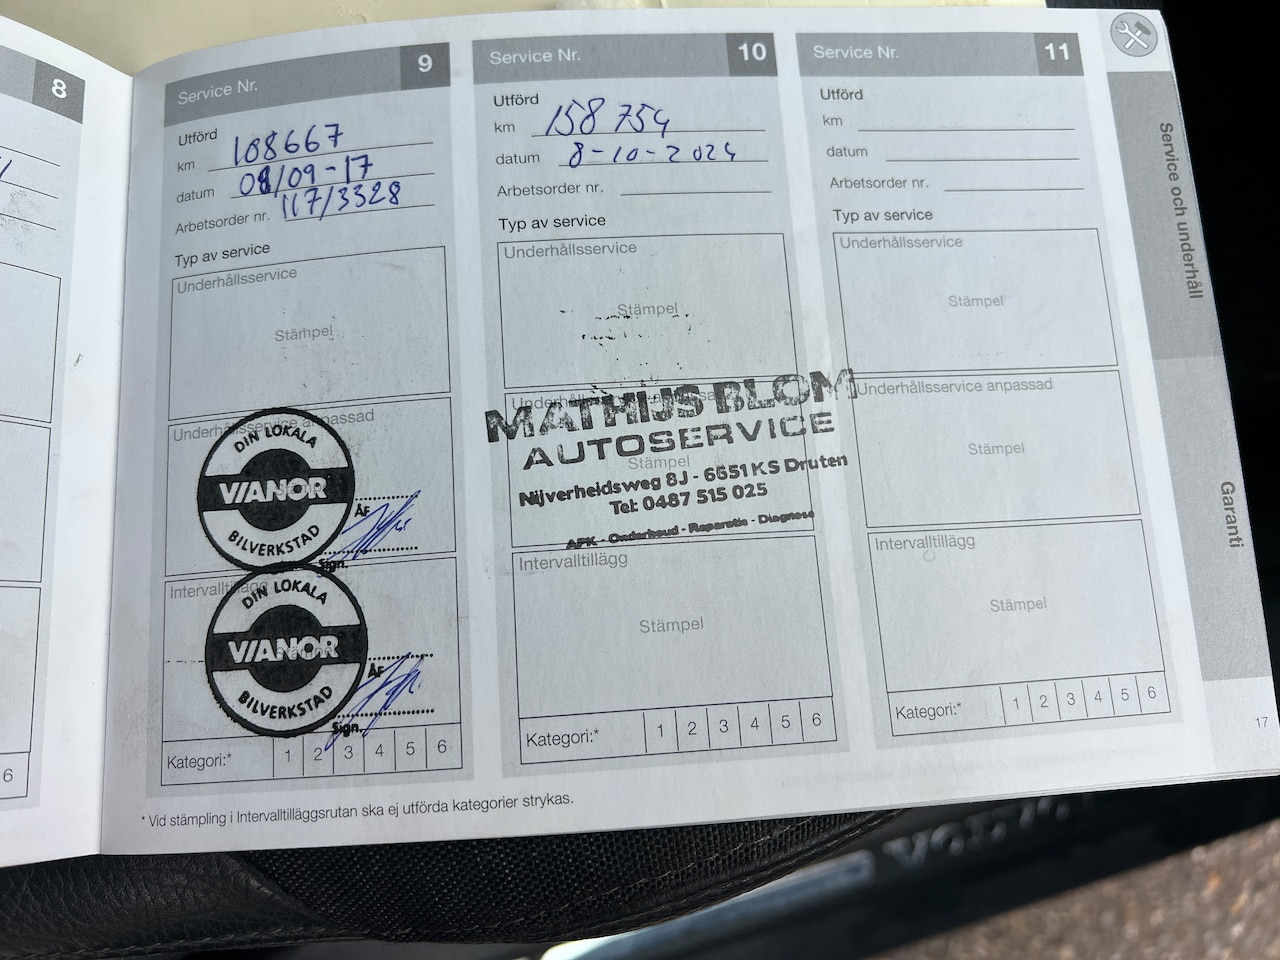 8
6
Service Nr. 9
Utförd
km 108667
datum 08/09-17
Arbetsorder nr. 117/3328
Typ av service
Underhållsservice
Stämpel
Underhållsservice anpassad
DIN LOKALA
VIANOR
BILVERKSTAD
ÅF
Sign.
Intervalltillägg
DIN LOKALA
VIANOR
BILVERKSTAD
ÅF
Sign.
Kategori:* 1 2 3 4 5 6
Service Nr. 10
Utförd
km 158754
datum 8-10-2024
Arbetsorder nr.
Typ av service
Underhållsservice
Stämpel
MATHIJS BLOM
AUTOSERVICE
Stämpel
Nijverheidsweg 8J - 6651 KS Druten
Tel: 0487 515 025
APK - Onderhoud - Reparatie - Diagnose
Intervalltillägg
Stämpel
Kategori:* 1 2 3 4 5 6
Service Nr. 11
Utförd
km
datum
Arbetsorder nr.
Typ av service
Underhållsservice
Stämpel
Underhållsservice anpassad
Stämpel
Intervalltillägg
Stämpel
Kategori:* 1 2 3 4 5 6
* Vid stämpling i Intervalltilläggsrutan ska ej utförda kategorier strykas.
Service och underhåll
Garanti
17